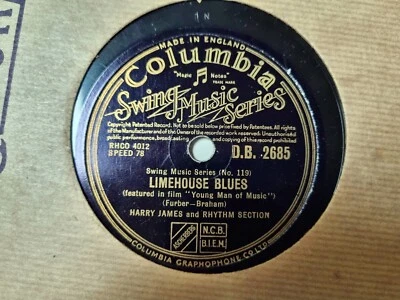 MADE IN ENGLAND
Columbia
"Magic Notes"
TRADE MARK
Swing Music Series
Copyright. Patented Record. Not to be sold below price fixed by Patentees. All rights
of the Manufacturer and of the Owner of the recorded work reserved. Unauthorised
public performance, broadcasting and copying of this record prohibited
RHCO 4012
SPEED 78
D.B. 2685
Swing Music Series (No. 119)
LIMEHOUSE BLUES
(featured in film "Young Man of Music")
(Furber-Braham)
HARRY JAMES and RHYTHM SECTION
ASCHERBERG
N.C.B.
B.I.E.M.
COLUMBIA GRAPHOPHONE CO. LTD.